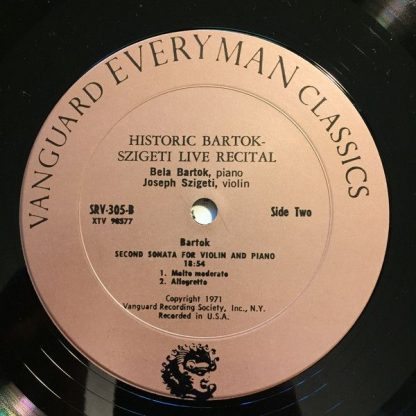 VANGUARD EVERYMAN CLASSICS
HISTORIC BARTOK-
SZIGETI LIVE RECITAL
Bela Bartok, piano
Joseph Szigeti, violin
SRV-305-B
XTV 98577
Side Two
Bartok
SECOND SONATA FOR VIOLIN AND PIANO
18:54
1. Molto moderato
2. Allegretto
Copyright 1971
Vanguard Recording Society, Inc., N.Y.
Recorded in U.S.A.